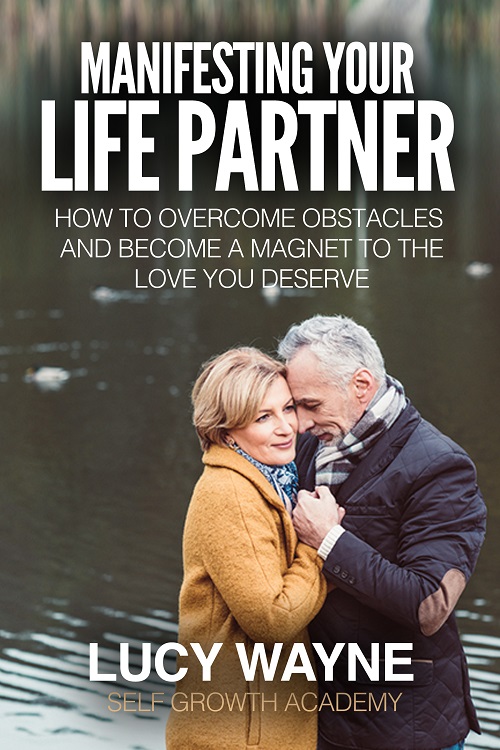 MANIFESTING YOUR
LIFE PARTNER
HOW TO OVERCOME OBSTACLES
AND BECOME A MAGNET TO THE
LOVE YOU DESERVE
LUCY WAYNE
SELF GROWTH ACADEMY